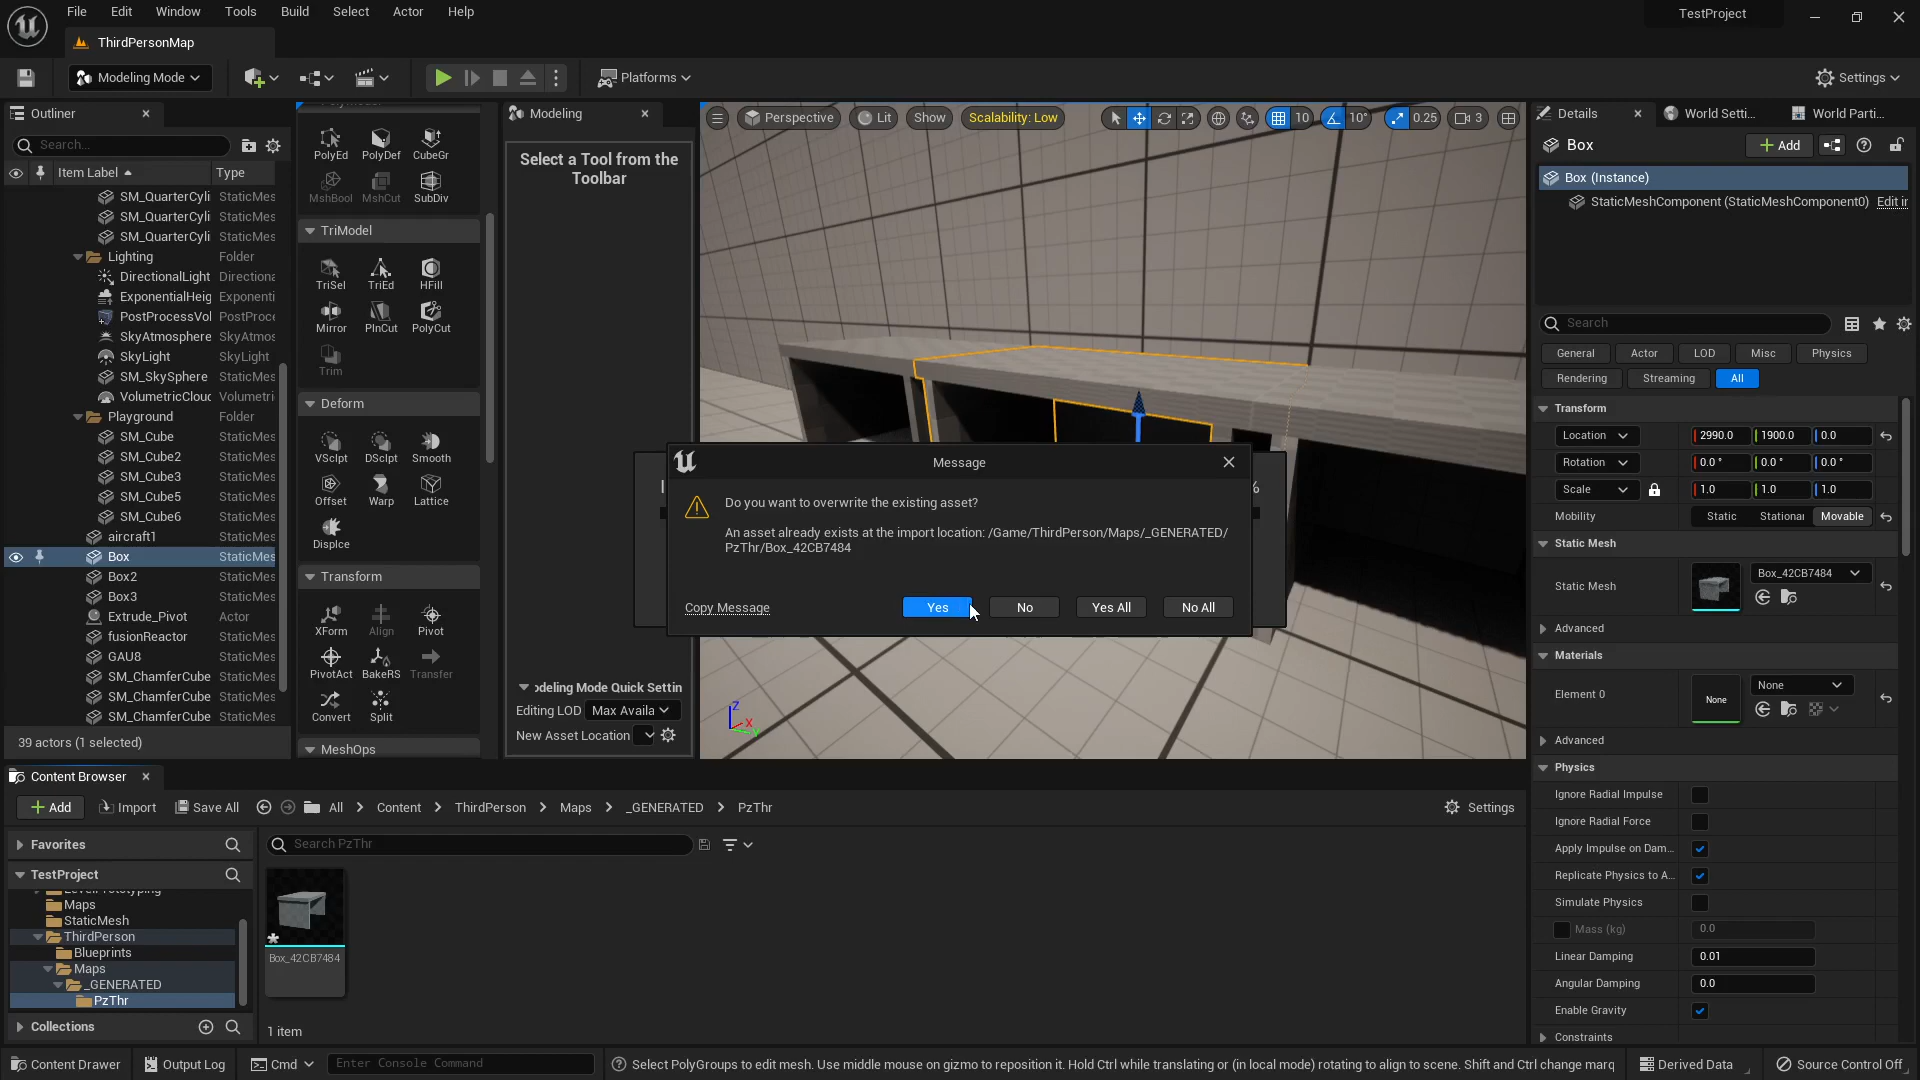 File Edit Window Tools Build Select Actor Help
TestProject
ThirdPersonMap
Modeling Mode
Platforms
Settings
Outliner
Search...
Item Label
Type
SM_QuarterCyli StaticMes
SM_QuarterCyli StaticMes
SM_QuarterCyli StaticMes
Lighting Folder
DirectionalLight Directiona
ExponentialHeig Exponenti
PostProcessVol PostProce
SkyAtmosphere SkyAtmos
SkyLight SkyLight
SM_SkySphere StaticMes
VolumetricCloud Volumetri
Playground Folder
SM_Cube StaticMes
SM_Cube2 StaticMes
SM_Cube3 StaticMes
SM_Cube5 StaticMes
SM_Cube6 StaticMes
aircraft1 StaticMes
Box StaticMes
Box2 StaticMes
Box3 StaticMes
Extrude_Pivot Actor
fusionReactor StaticMes
GAU8 StaticMes
SM_ChamferCube StaticMes
SM_ChamferCube StaticMes
SM_ChamferCube StaticMes
39 actors (1 selected)
PolyEd PolyDef CubeGr
MshBool MshCut SubDiv
TriModel
TriSel TriEd HFill
Mirror PlnCut PolyCut
Trim
Deform
VSclpt DSclpt Smooth
Offset Warp Lattice
Displce
Transform
XForm Align Pivot
PivotAct BakeRS Transfer
Convert Split
MeshOps
Modeling
Select a Tool from the
Toolbar
odeling Mode Quick Settin
Editing LOD Max Availa
New Asset Location
Perspective Lit Show Scalability: Low 10 10° 0.25 3
Z
X
Y
%
Message
Do you want to overwrite the existing asset?
An asset already exists at the import location: /Game/ThirdPerson/Maps/_GENERATED/
PzThr/Box_42CB7484
Copy Message
Yes No Yes All No All
Details
World Setti...
World Parti...
Box
Add
Box (Instance)
StaticMeshComponent (StaticMeshComponent0) Edit in
Search
General Actor LOD Misc Physics
Rendering Streaming All
Transform
Location 2990.0 1900.0 0.0
Rotation 0.0 ° 0.0 ° 0.0 °
Scale 1.0 1.0 1.0
Mobility Static Stationar Movable
Static Mesh
Static Mesh Box_42CB7484
Advanced
Materials
Element 0 None None
Advanced
Physics
Ignore Radial Impulse
Ignore Radial Force
Apply Impulse on Dam...
Replicate Physics to A...
Simulate Physics
Mass (kg) 0.0
Linear Damping 0.01
Angular Damping 0.0
Enable Gravity
Constraints
Content Browser
Add Import Save All All Content ThirdPerson Maps _GENERATED PzThr Settings
Favorites
Search PzThr
TestProject
LevelPrototyping
Maps
StaticMesh
ThirdPerson
Blueprints
Maps
_GENERATED
PzThr
Collections
Box_42CB7484
1 item
Content Drawer Output Log Cmd Enter Console Command Select PolyGroups to edit mesh. Use middle mouse on gizmo to reposition it. Hold Ctrl while translating or (in local mode) rotating to align to scene. Shift and Ctrl change marq Derived Data Source Control Off